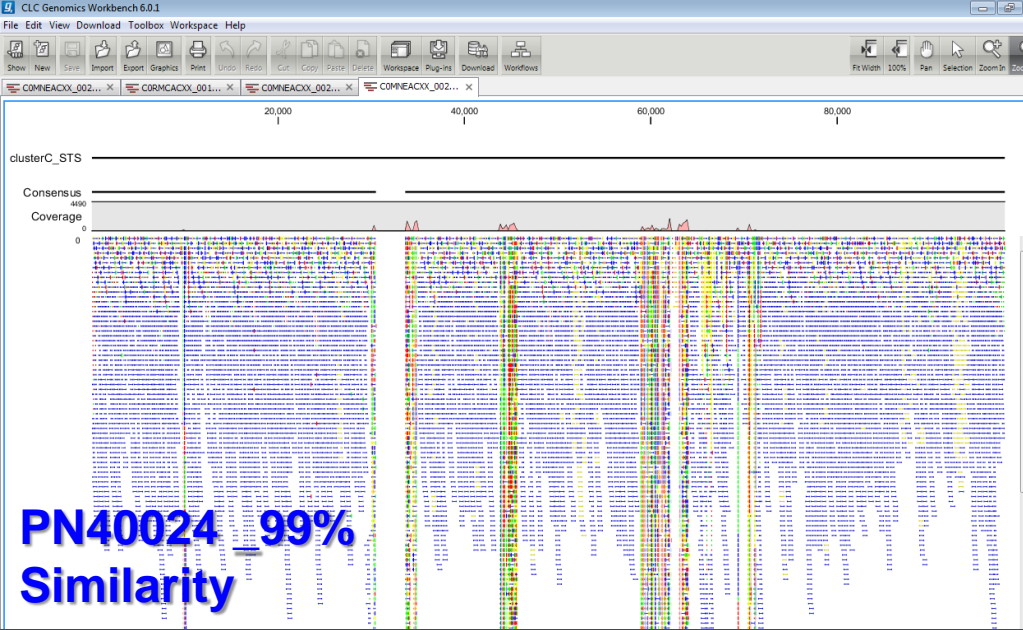 CLC Genomics Workbench 6.0.1
File Edit View Download Toolbox Workspace Help
Show New Save Import Export Graphics Print Undo Redo Cut Copy Paste Delete Workspace Plug-ins Download Workflows Fit Width 100% Pan Selection Zoom In Zoo
C0MNEACXX_002... C0RMCACXX_001... C0MNEACXX_002... C0MNEACXX_002...
20,000 40,000 60,000 80,000
clusterC_STS
Consensus
4490
Coverage
0
0
PN40024 _99%
Similarity